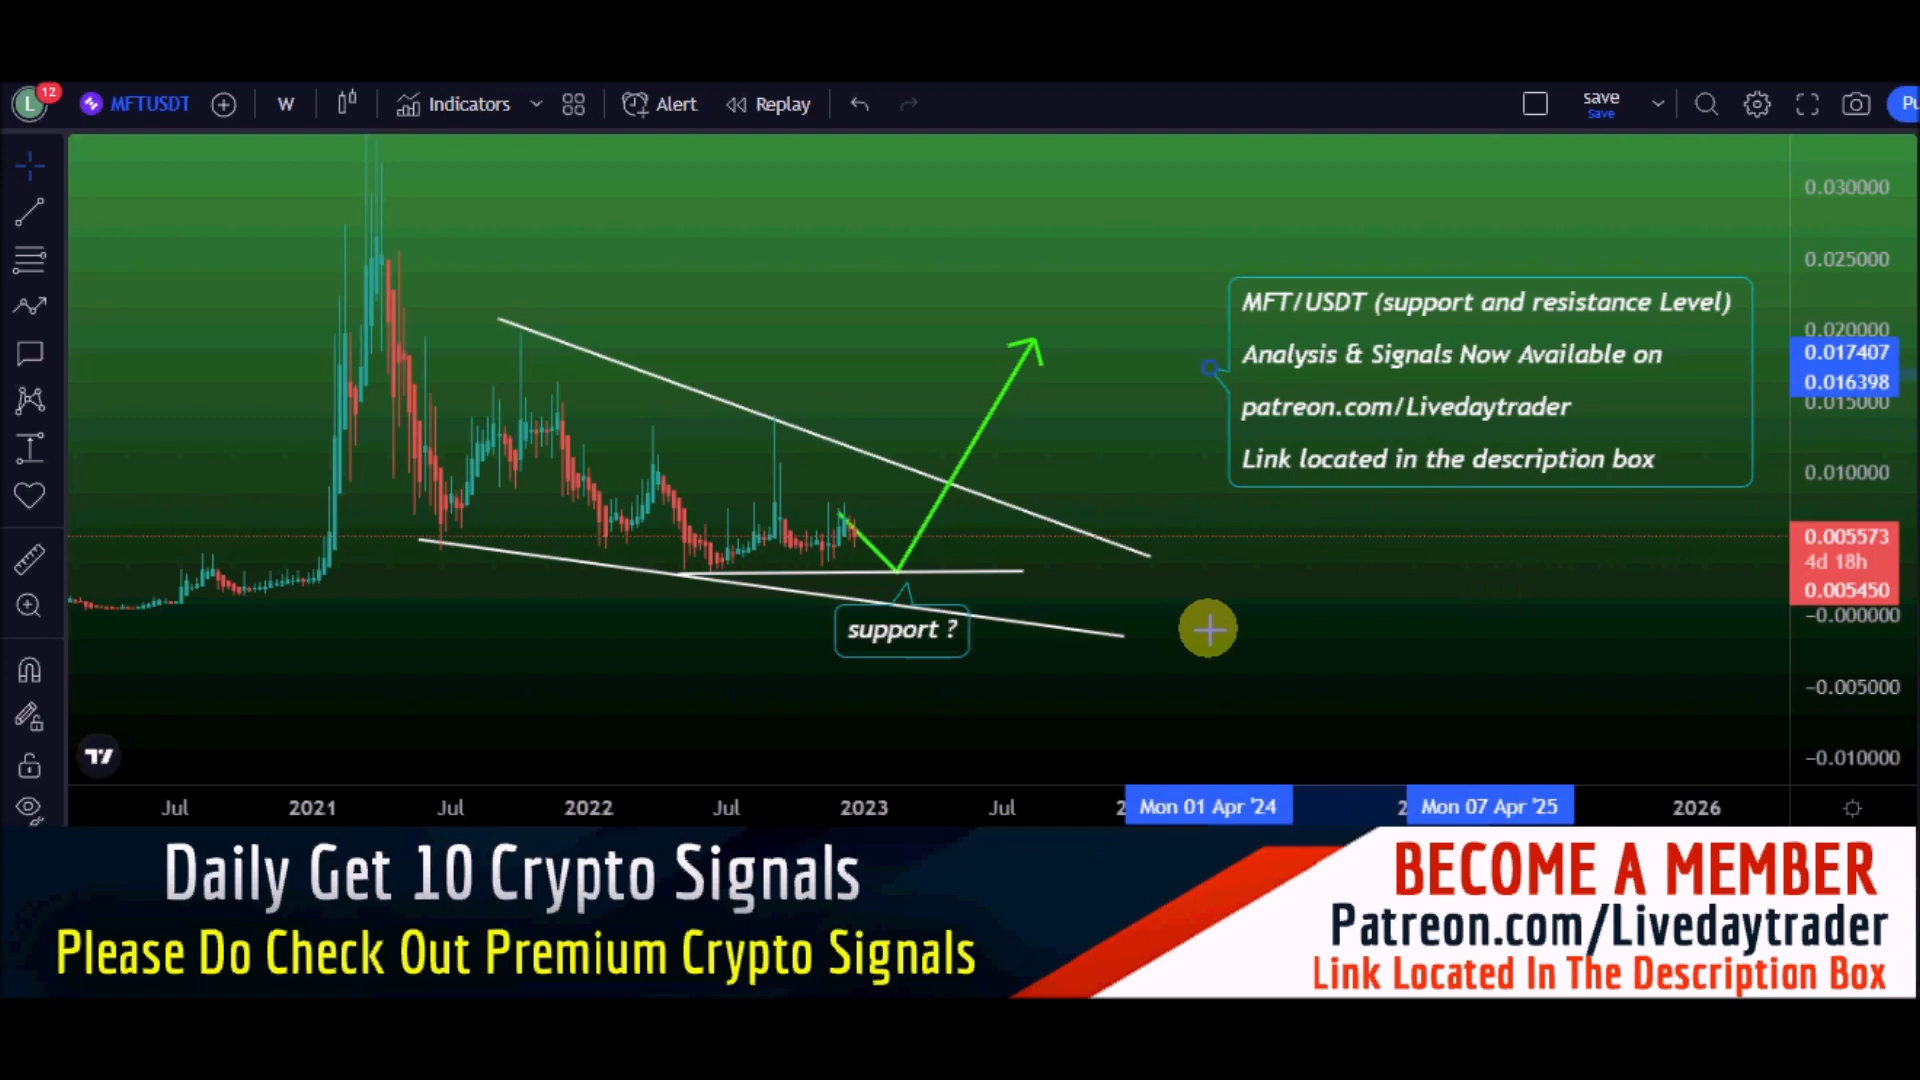 L 12 MFTUSDT W Indicators Alert Replay save Pu
Save
0.030000
0.025000
0.020000
0.017407
0.016398
0.015000
0.010000
0.005573
4d 18h
0.005450
-0.000000
-0.005000
-0.010000
MFT/USDT (support and resistance Level)
Analysis & Signals Now Available on
patreon.com/Livedaytrader
Link located in the description box
support ?
Jul 2021 Jul 2022 Jul 2023 Jul 2 Mon 01 Apr '24 2 Mon 07 Apr '25 2026
Daily Get 10 Crypto Signals
Please Do Check Out Premium Crypto Signals
BECOME A MEMBER
Patreon.com/Livedaytrader
Link Located In The Description Box